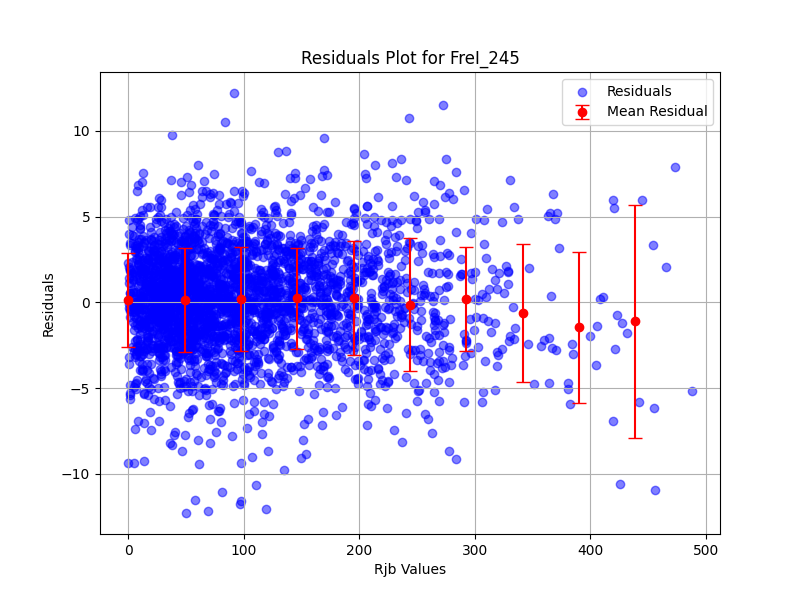 Residuals Plot for FreI_245
Residuals
Mean Residual
10
5
0
−5
−10
Residuals
0
100
200
300
400
500
Rjb Values